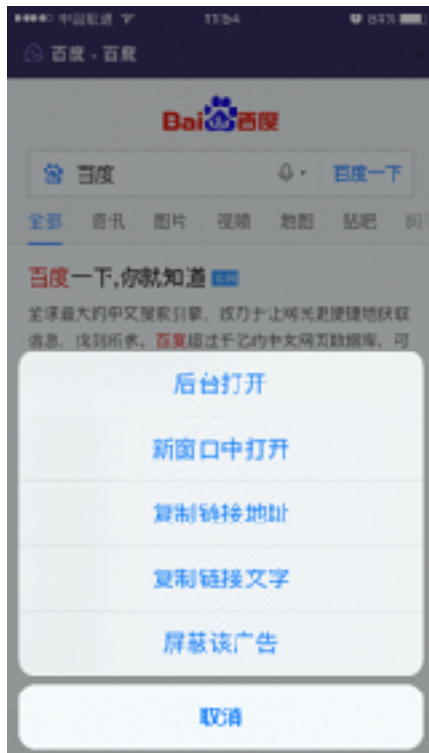 中国联通 11:54 84%
百度 - 百度
Bai百度
百度 百度一下
全部 资讯 图片 视频 地图 贴吧 问
百度一下,你就知道 官网
全球最大的中文搜索引擎、致力于让网民更便捷地获取
信息,找到所求。百度超过千亿的中文网页数据库,可
后台打开
新窗口中打开
复制链接地址
复制链接文字
屏蔽该广告
取消